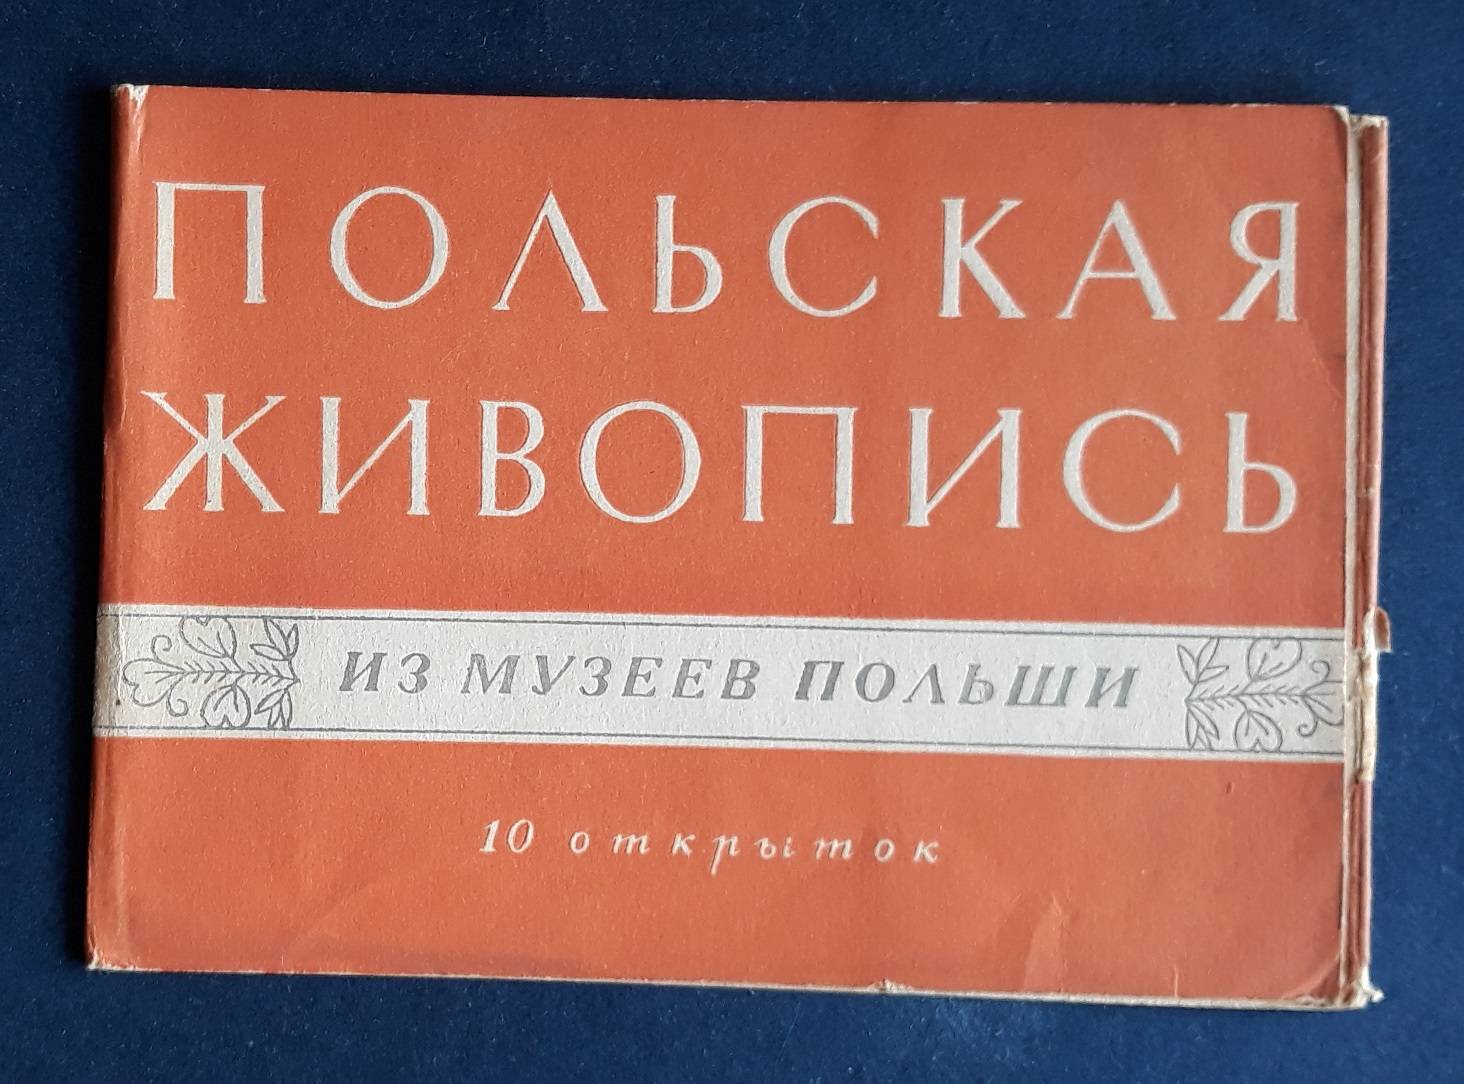 ПОЛЬСКАЯ
ЖИВОПИСЬ
ИЗ МУЗЕЕВ ПОЛЬШИ
10 открыток